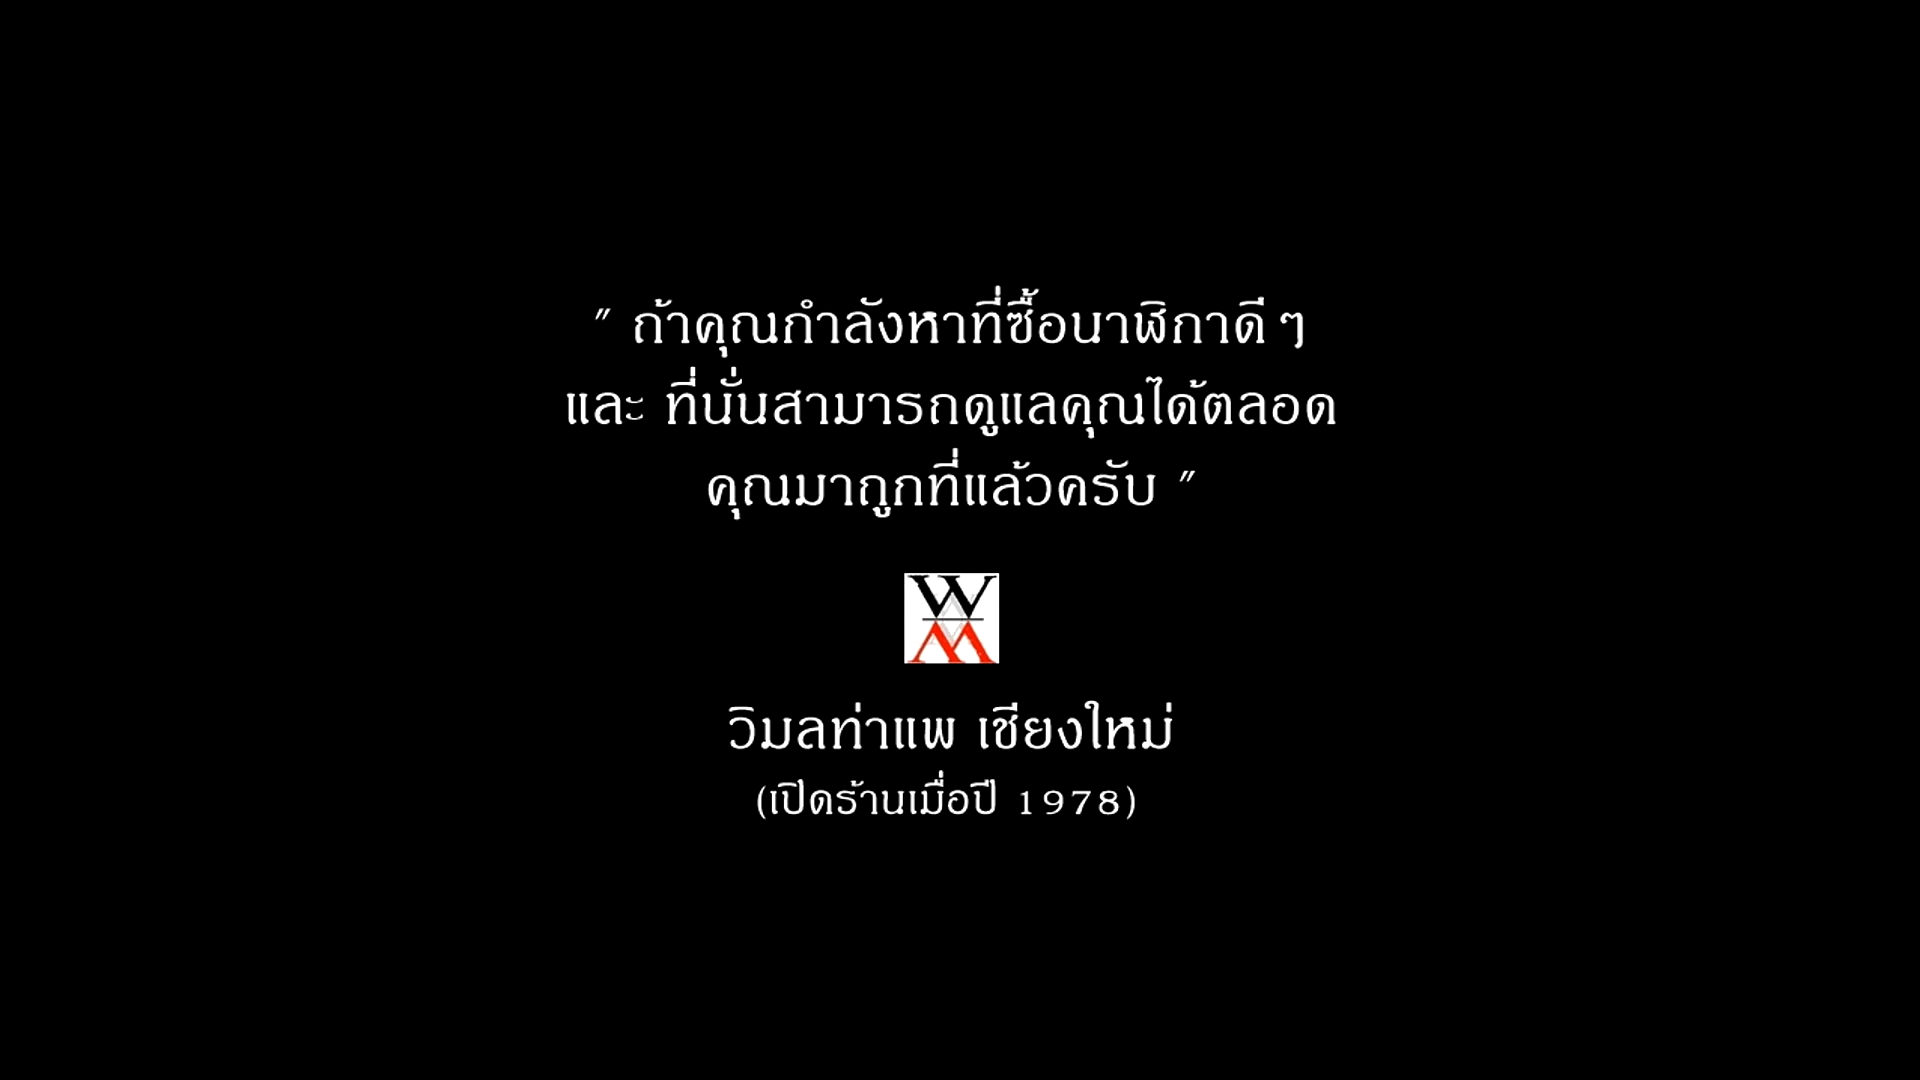 " ถ้าคุณกำลังหาที่ซื้อนาฬิกาดีๆ
และ ที่นั่นสามารถดูแลคุณได้ตลอด
คุณมาถูกที่แล้วครับ "
W
M
วิมลท่าแพ เชียงใหม่
(เปิดร้านเมื่อปี 1978)